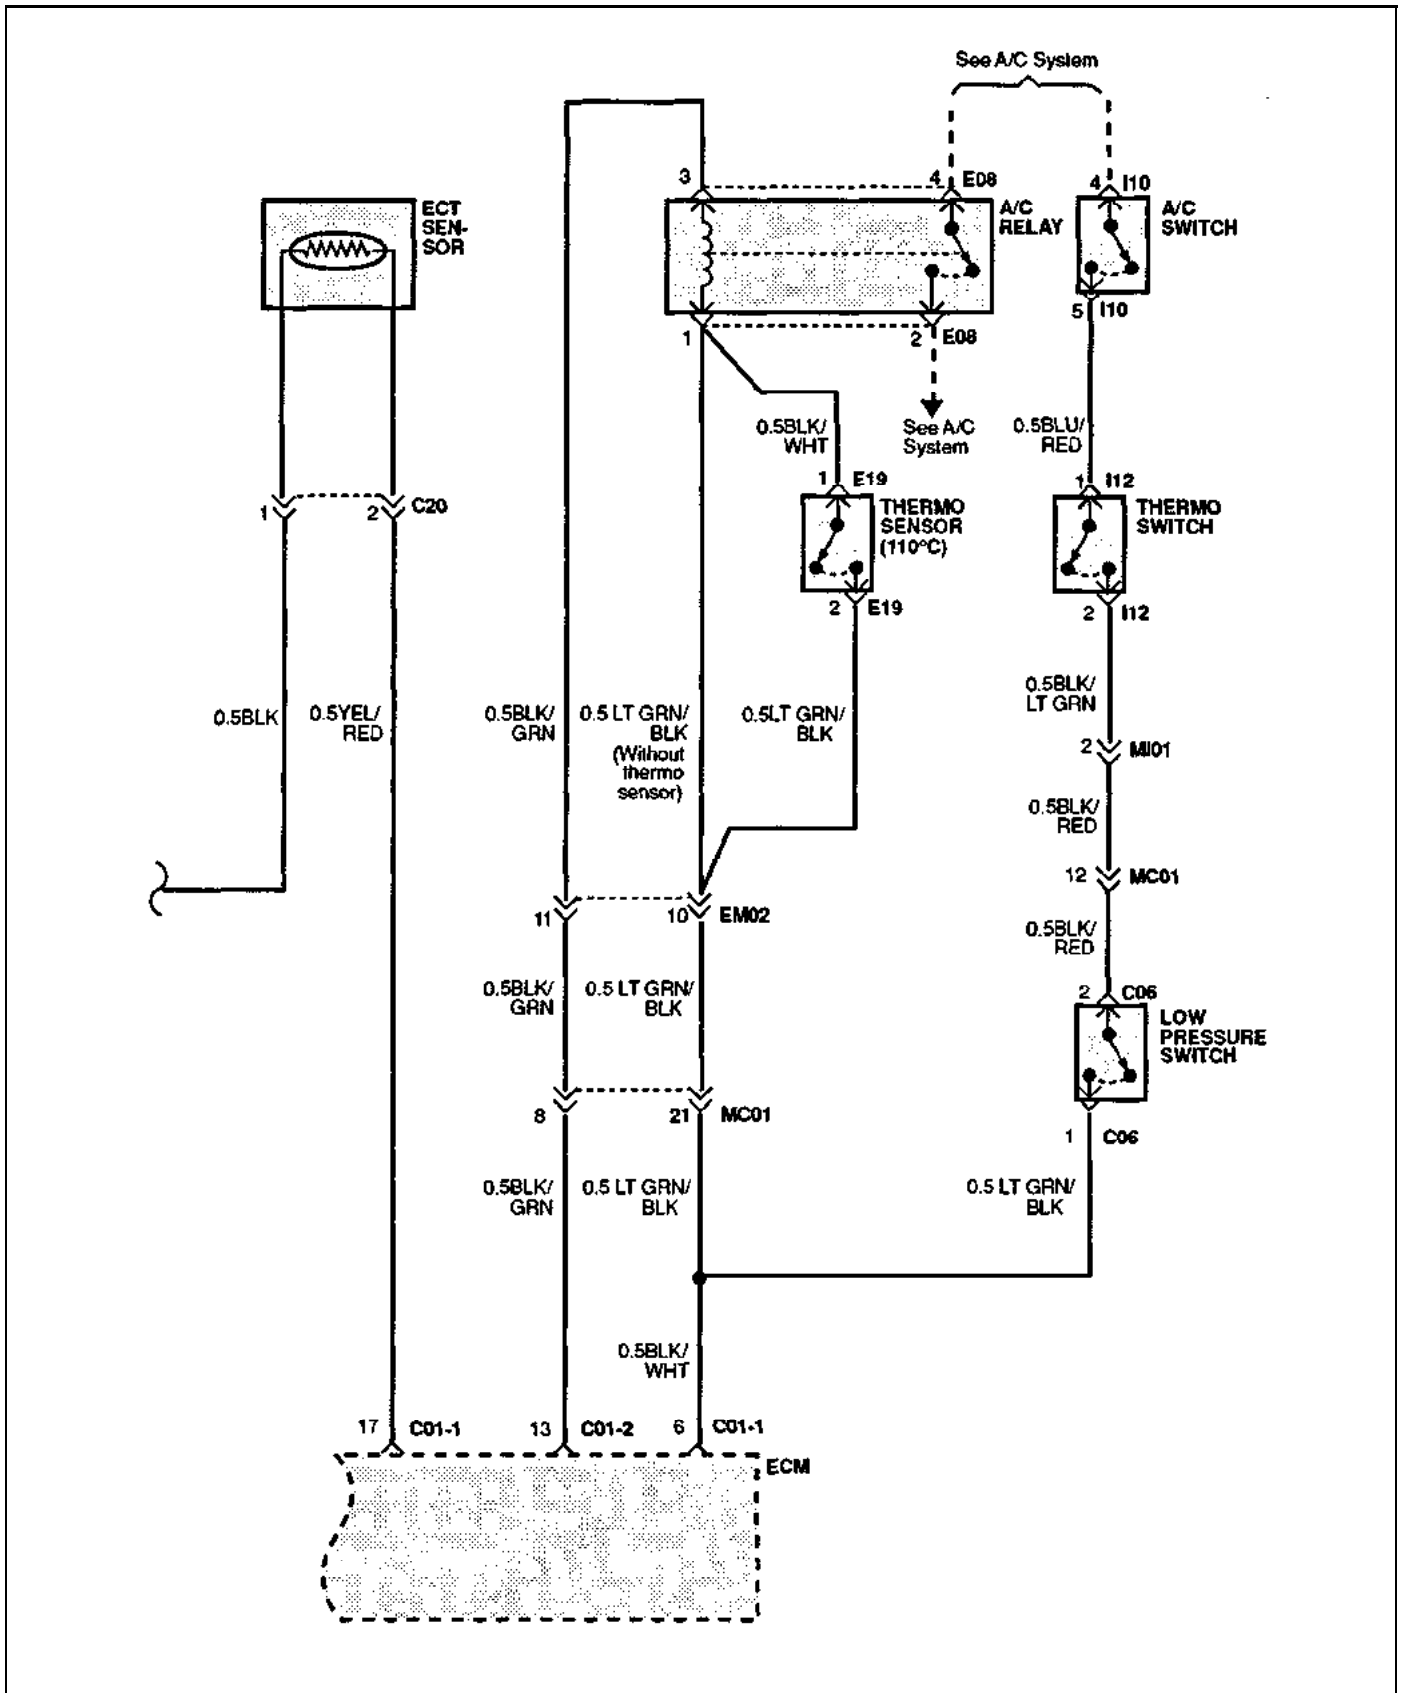 See A/C System
3
4
E08
4
I10
ECT
SEN-
SOR
A/C
RELAY
A/C
SWITCH
1
2
E08
5
I10
0.5BLK/
WHT
See A/C
System
0.5BLU/
RED
1
E19
1
I12
1
2
C20
THERMO
SENSOR
(110°C)
THERMO
SWITCH
2
E19
2
I12
0.5BLK
0.5YEL/
RED
0.5BLK/
GRN
0.5 LT GRN/
BLK
(Without
thermo
sensor)
0.5LT GRN/
BLK
0.5BLK/
LT GRN
2
MI01
0.5BLK/
RED
12
MC01
11
10
EM02
0.5BLK/
RED
0.5BLK/
GRN
0.5 LT GRN/
BLK
2
C06
LOW
PRESSURE
SWITCH
8
21
MC01
1
C06
0.5BLK/
GRN
0.5 LT GRN/
BLK
0.5 LT GRN/
BLK
0.5BLK/
WHT
17
C01-1
13
C01-2
6
C01-1
ECM